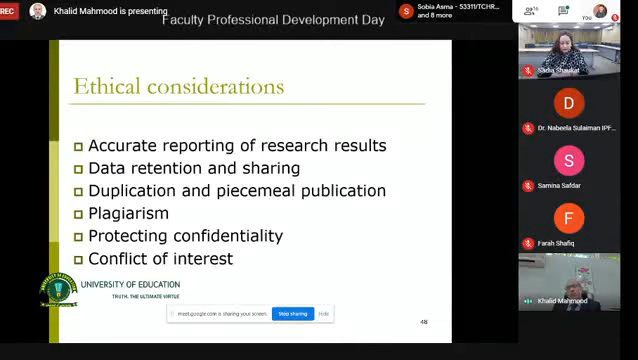 REC
Khalid Mahmood is presenting
Faculty Professional Development Day
S
Sobia Asma - 53311/TCHR...
and 8 more
16
You
Ethical considerations
Accurate reporting of research results
Data retention and sharing
Duplication and piecemeal publication
Plagiarism
Protecting confidentiality
Conflict of interest
UNIVERSITY OF EDUCATION
TRUTH, THE ULTIMATE VIRTUE
meet.google.com is sharing your screen.
Stop sharing
Hide
48
Sadia Shaukat
D
Dr. Nabeela Sulaiman IPF...
S
Samina Safdar
F
Farah Shafiq
Khalid Mahmood